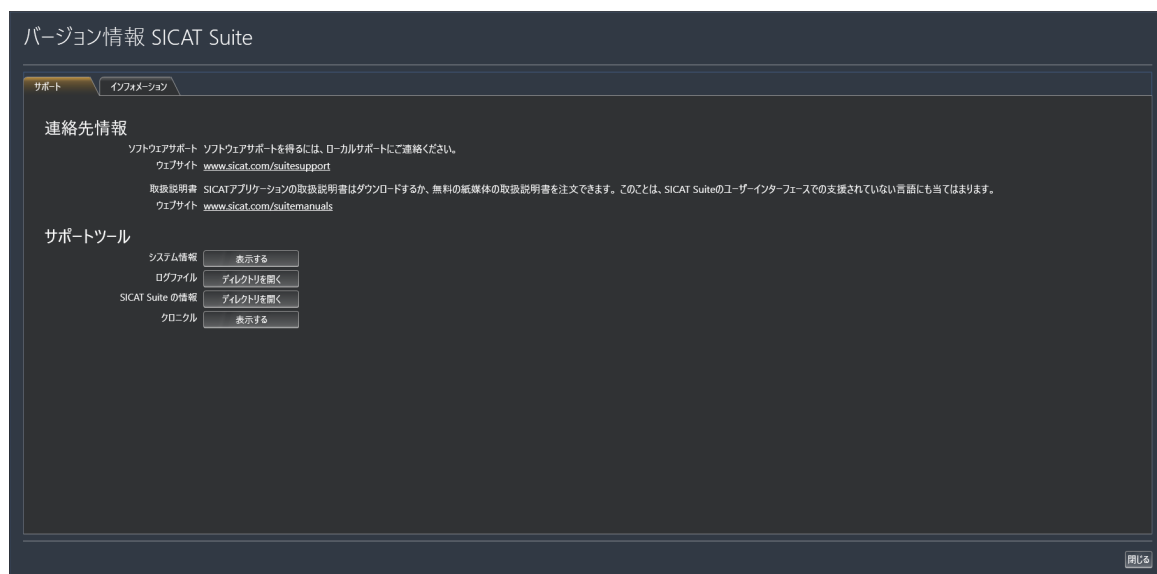 バージョン情報 SICAT Suite
サポート
インフォメーション
連絡先情報
ソフトウェアサポート ソフトウェアサポートを得るには、ローカルサポートにご連絡ください。
ウェブサイト www.sicat.com/suitesupport
取扱説明書 SICATアプリケーションの取扱説明書はダウンロードするか、無料の紙媒体の取扱説明書を注文できます。このことは、SICAT Suiteのユーザーインターフェースでの支援されていない言語にも当てはまります。
ウェブサイト www.sicat.com/suitemanuals
サポートツール
システム情報 表示する
ログファイル ディレクトリを開く
SICAT Suite の情報 ディレクトリを開く
クロニクル 表示する
閉じる